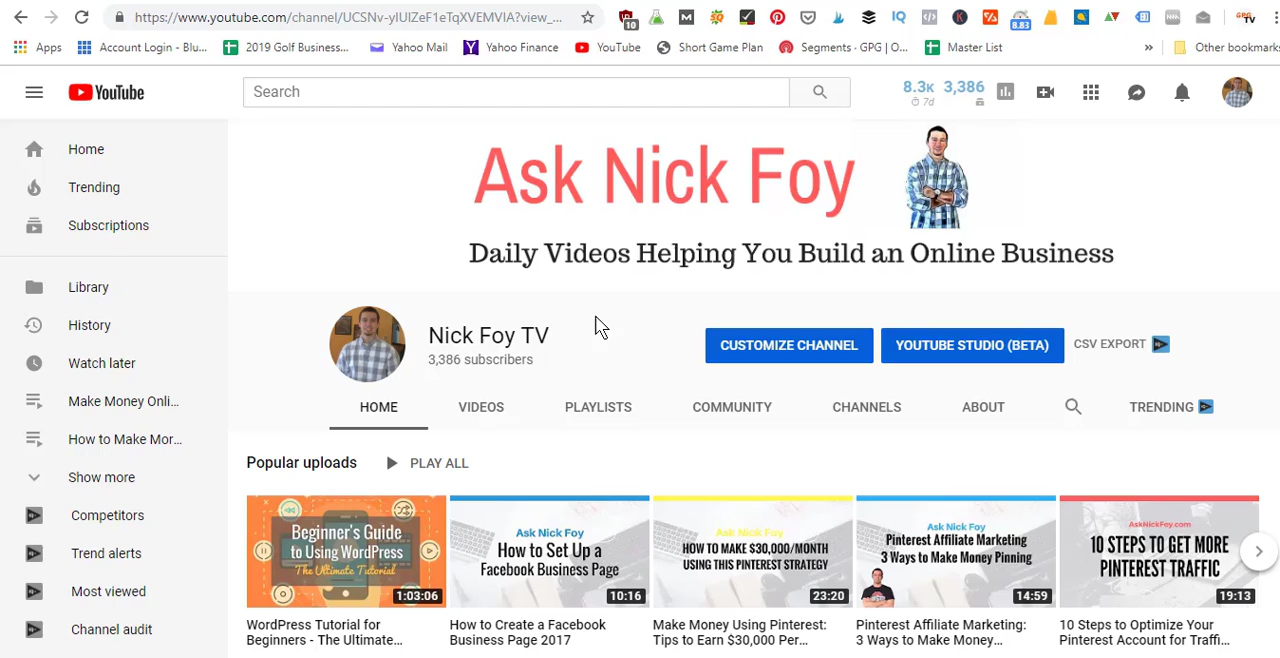 https://www.youtube.com/channel/UCSNv-yIUIZeF1eTqXVEMVIA?view_...
10
M
IQ
K
8.83
TV
Apps
Account Login - Blu...
2019 Golf Business...
Yahoo Mail
Yahoo Finance
YouTube
Short Game Plan
Segments · GPG | O...
Master List
»
Other bookmarks
YouTube
Search
8.3K 3,386
7d
Home
Trending
Subscriptions
Library
History
Watch later
Make Money Onli...
How to Make Mor...
Show more
Competitors
Trend alerts
Most viewed
Channel audit
Ask Nick Foy
Daily Videos Helping You Build an Online Business
Nick Foy TV
3,386 subscribers
CUSTOMIZE CHANNEL
YOUTUBE STUDIO (BETA)
CSV EXPORT
HOME
VIDEOS
PLAYLISTS
COMMUNITY
CHANNELS
ABOUT
TRENDING
Popular uploads
PLAY ALL
Beginner's Guide
to Using WordPress
The Ultimate Tutorial
1:03:06
WordPress Tutorial for
Beginners - The Ultimate...
Ask Nick Foy
How to Set Up a
Facebook Business Page
10:16
How to Create a Facebook
Business Page 2017
Ask Nick Foy
HOW TO MAKE $30,000/MONTH
USING THIS PINTEREST STRATEGY
23:20
Make Money Using Pinterest:
Tips to Earn $30,000 Per...
Ask Nick Foy
Pinterest Affiliate Marketing
3 Ways to Make Money Pinning
14:59
Pinterest Affiliate Marketing:
3 Ways to Make Money...
AskNickFoy.com
10 STEPS TO GET MORE
PINTEREST TRAFFIC
19:13
10 Steps to Optimize Your
Pinterest Account for Traffi...